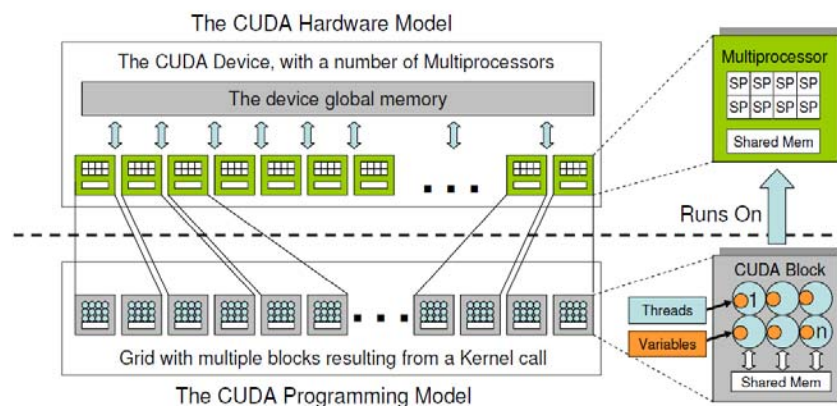 The CUDA Hardware Model
The CUDA Device, with a number of Multiprocessors
The device global memory
Multiprocessor
SP SP SP SP
SP SP SP SP
Shared Mem
Runs On
CUDA Block
Threads
Variables
1
n
Shared Mem
Grid with multiple blocks resulting from a Kernel call
The CUDA Programming Model